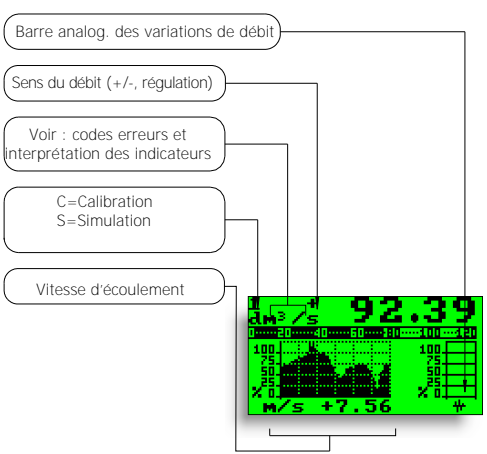 Barre analog. des variations de débit
Sens du débit (+/-, régulation)
Voir : codes erreurs et
interprétation des indicateurs
C=Calibration
S=Simulation
Vitesse d'écoulement
+ 92.39
dm³/s
0 20 40 60 80 100 120
100 100
75 75
50 50
25 25
% 0 % 0
m/s +7.56